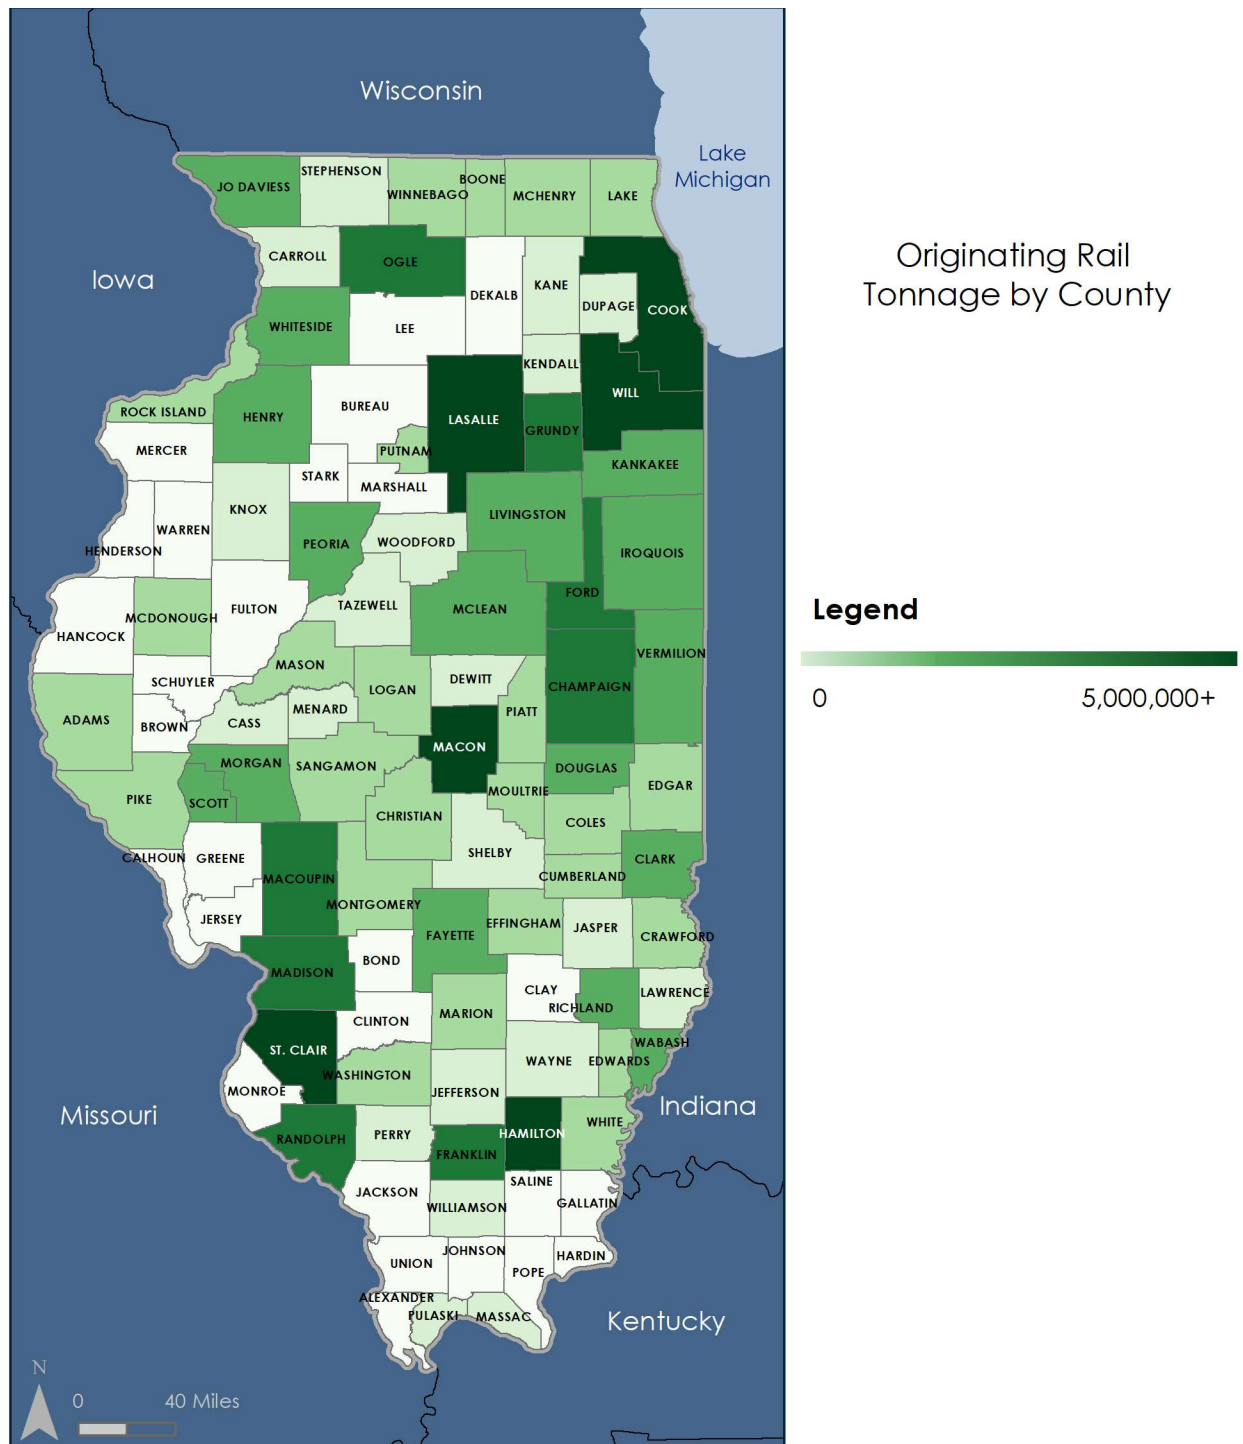 Wisconsin
Lake
Michigan
Iowa
Missouri
Indiana
Kentucky
JO DAVIESS
STEPHENSON
WINNEBAGO
BOONE
MCHENRY
LAKE
CARROLL
OGLE
DEKALB
KANE
DUPAGE
COOK
WHITESIDE
LEE
KENDALL
WILL
ROCK ISLAND
HENRY
BUREAU
LASALLE
GRUNDY
MERCER
PUTNAM
KANKAKEE
STARK
MARSHALL
HENDERSON
WARREN
KNOX
PEORIA
WOODFORD
LIVINGSTON
IROQUOIS
FORD
HANCOCK
MCDONOUGH
FULTON
TAZEWELL
MCLEAN
VERMILION
SCHUYLER
MASON
LOGAN
DEWITT
CHAMPAIGN
ADAMS
BROWN
CASS
MENARD
PIATT
MACON
PIKE
SCOTT
MORGAN
SANGAMON
DOUGLAS
EDGAR
MOULTRIE
CHRISTIAN
COLES
CALHOUN
GREENE
MACOUPIN
SHELBY
CLARK
CUMBERLAND
JERSEY
MONTGOMERY
FAYETTE
EFFINGHAM
JASPER
CRAWFORD
MADISON
BOND
CLAY
RICHLAND
LAWRENCE
CLINTON
MARION
ST. CLAIR
WAYNE
EDWARDS
WABASH
MONROE
WASHINGTON
JEFFERSON
RANDOLPH
PERRY
FRANKLIN
HAMILTON
WHITE
JACKSON
WILLIAMSON
SALINE
GALLATIN
UNION
JOHNSON
POPE
HARDIN
ALEXANDER
PULASKI
MASSAC
N
0 40 Miles
Originating Rail
Tonnage by County
Legend
0 5,000,000+